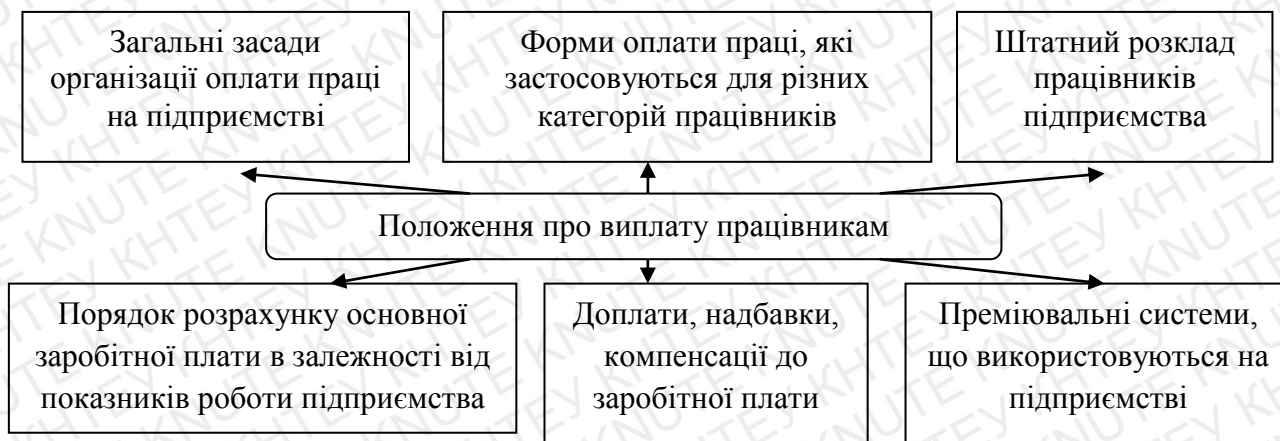 Загальні засади
організації оплати праці
на підприємстві
Форми оплати праці, які
застосовуються для різних
категорій працівників
Штатний розклад
працівників
підприємства
Положення про виплату працівникам
Порядок розрахунку основної
заробітної плати в залежності від
показників роботи підприємства
Доплати, надбавки,
компенсації до
заробітної плати
Преміювальні системи,
що використовуються на
підприємстві